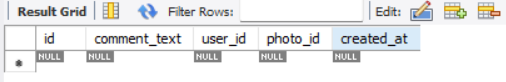 Result Grid Filter Rows: Edit:
id comment_text user_id photo_id created_at
NULL NULL NULL NULL NULL